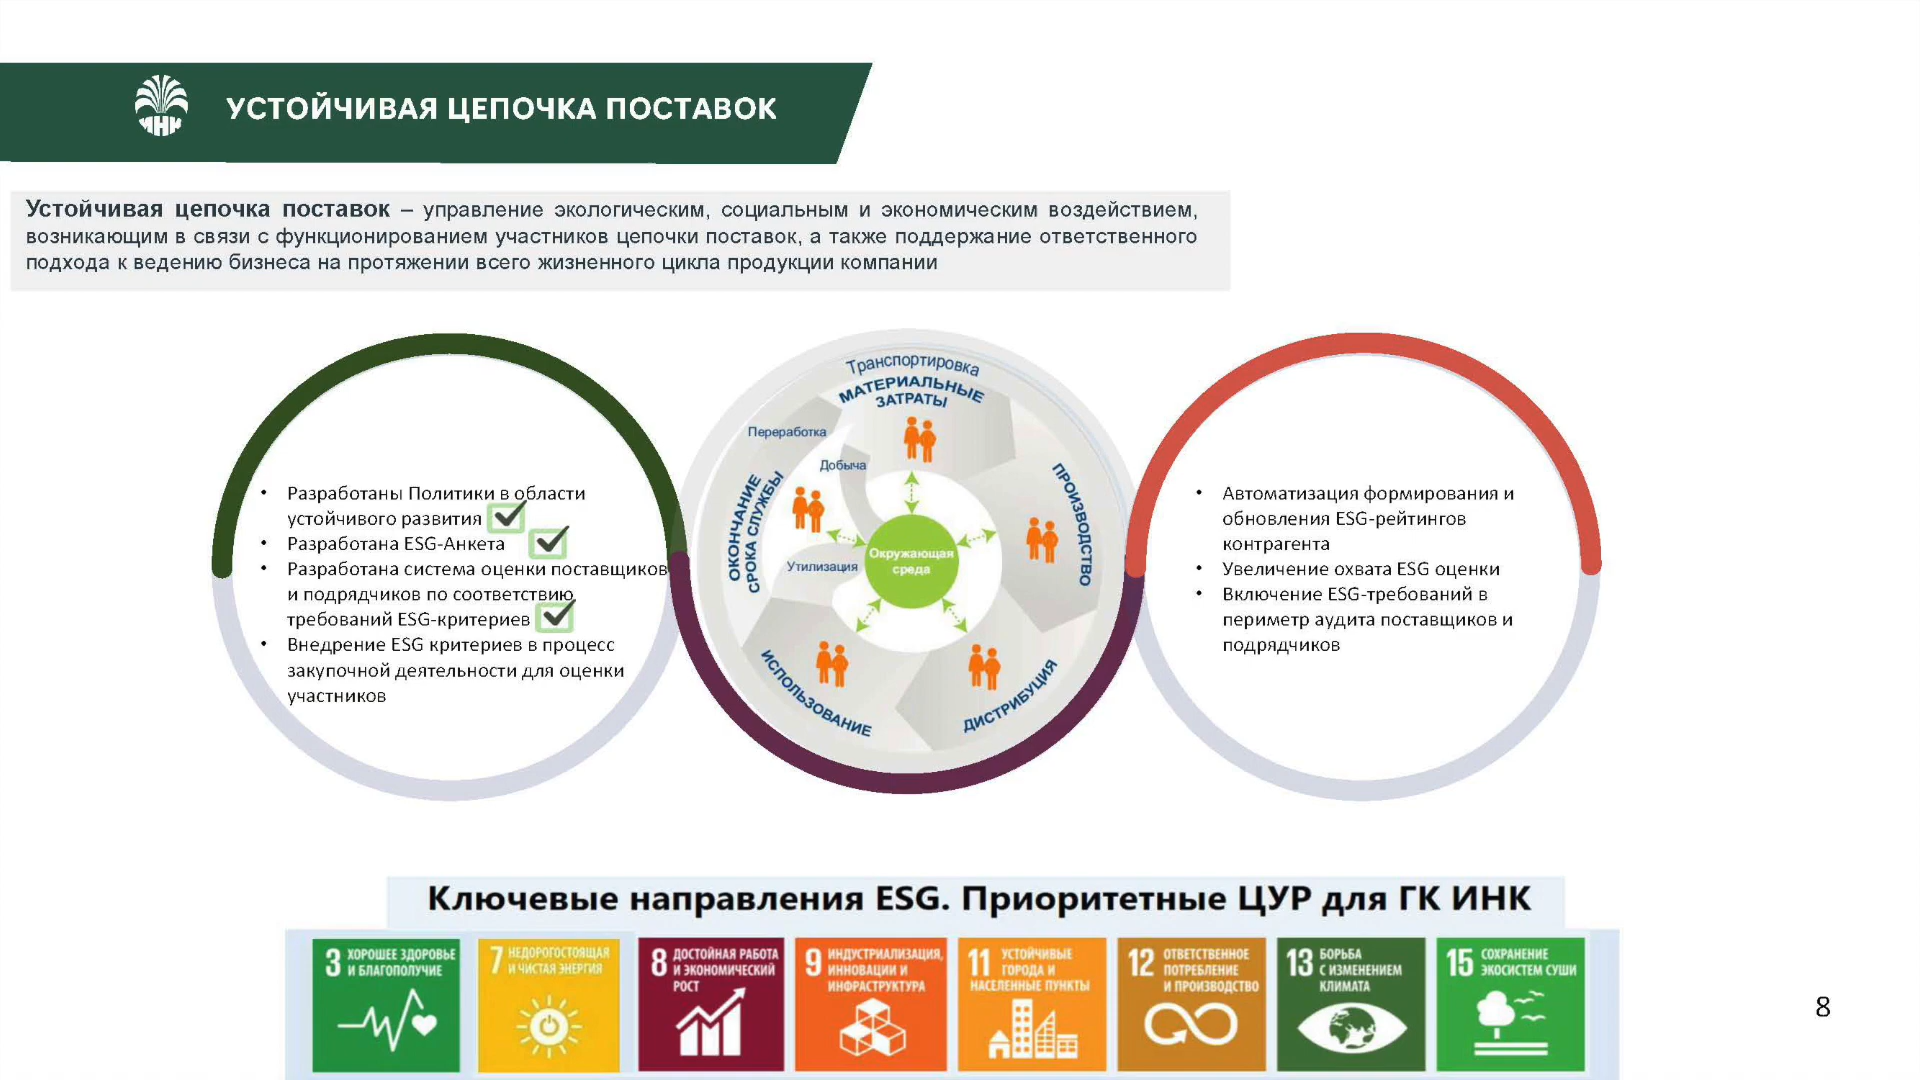 ИНК
УСТОЙЧИВАЯ ЦЕПОЧКА ПОСТАВОК
Устойчивая цепочка поставок – управление экологическим, социальным и экономическим воздействием,
возникающим в связи с функционированием участников цепочки поставок, а также поддержание ответственного
подхода к ведению бизнеса на протяжении всего жизненного цикла продукции компании
• Разработаны Политики в области
устойчивого развития
• Разработана ESG-Анкета
• Разработана система оценки поставщиков
и подрядчиков по соответствию
требований ESG-критериев
• Внедрение ESG критериев в процесс
закупочной деятельности для оценки
участников
Транспортировка
МАТЕРИАЛЬНЫЕ
ЗАТРАТЫ
Переработка
Добыча
ОКОНЧАНИЕ
СРОКА СЛУЖБЫ
ПРОИЗВОДСТВО
Окружающая
среда
Утилизация
ИСПОЛЬЗОВАНИЕ
ДИСТРИБУЦИЯ
• Автоматизация формирования и
обновления ESG-рейтингов
контрагента
• Увеличение охвата ESG оценки
• Включение ESG-требований в
периметр аудита поставщиков и
подрядчиков
Ключевые направления ESG. Приоритетные ЦУР для ГК ИНК
3 ХОРОШЕЕ ЗДОРОВЬЕ
И БЛАГОПОЛУЧИЕ
7 НЕДОРОГОСТОЯЩАЯ
И ЧИСТАЯ ЭНЕРГИЯ
8 ДОСТОЙНАЯ РАБОТА
И ЭКОНОМИЧЕСКИЙ
РОСТ
9 ИНДУСТРИАЛИЗАЦИЯ,
ИННОВАЦИИ И
ИНФРАСТРУКТУРА
11 УСТОЙЧИВЫЕ
ГОРОДА И
НАСЕЛЕННЫЕ ПУНКТЫ
12 ОТВЕТСТВЕННОЕ
ПОТРЕБЛЕНИЕ
И ПРОИЗВОДСТВО
13 БОРЬБА
С ИЗМЕНЕНИЕМ
КЛИМАТА
15 СОХРАНЕНИЕ
ЭКОСИСТЕМ СУШИ
8